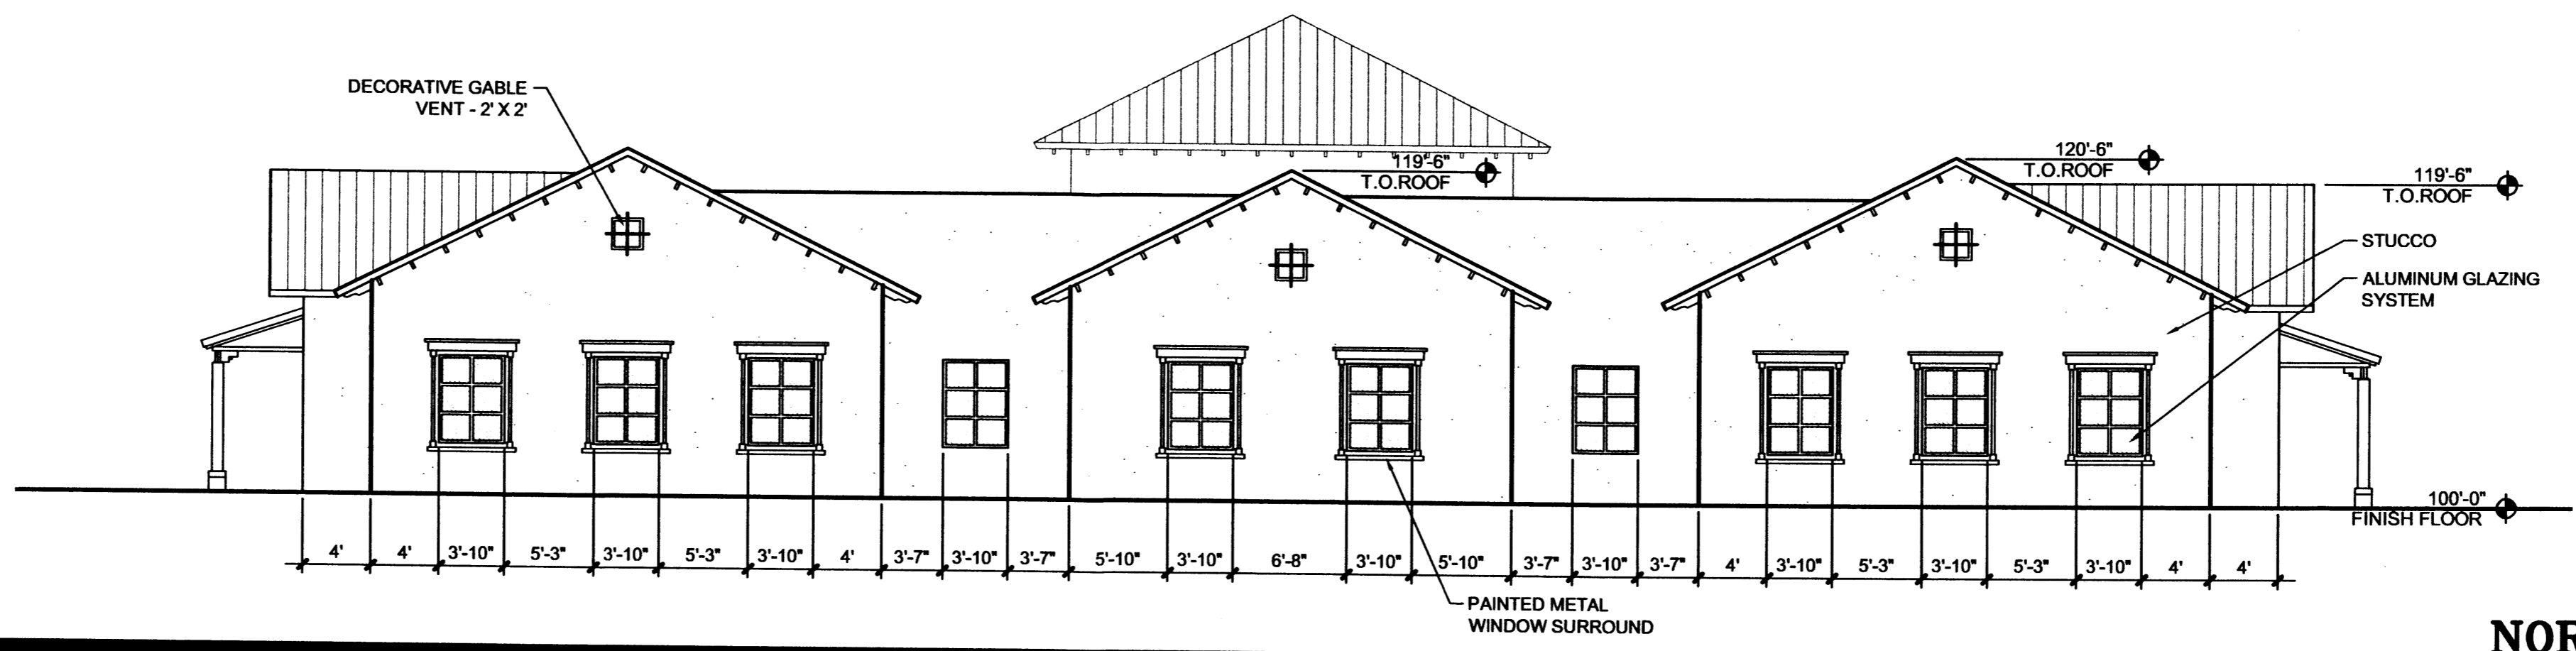 DECORATIVE GABLE
VENT - 2' X 2'
119'-6"
T.O.ROOF
120'-6"
T.O.ROOF
119'-6"
T.O.ROOF
STUCCO
ALUMINUM GLAZING
SYSTEM
100'-0"
FINISH FLOOR
4' 4' 3'-10" 5'-3" 3'-10" 5'-3" 3'-10" 4' 3'-7" 3'-10" 3'-7" 5'-10" 3'-10" 6'-8" 3'-10" 5'-10" 3'-7" 3'-10" 3'-7" 4' 3'-10" 5'-3" 3'-10" 5'-3" 3'-10" 4' 4'
PAINTED METAL
WINDOW SURROUND
NOR